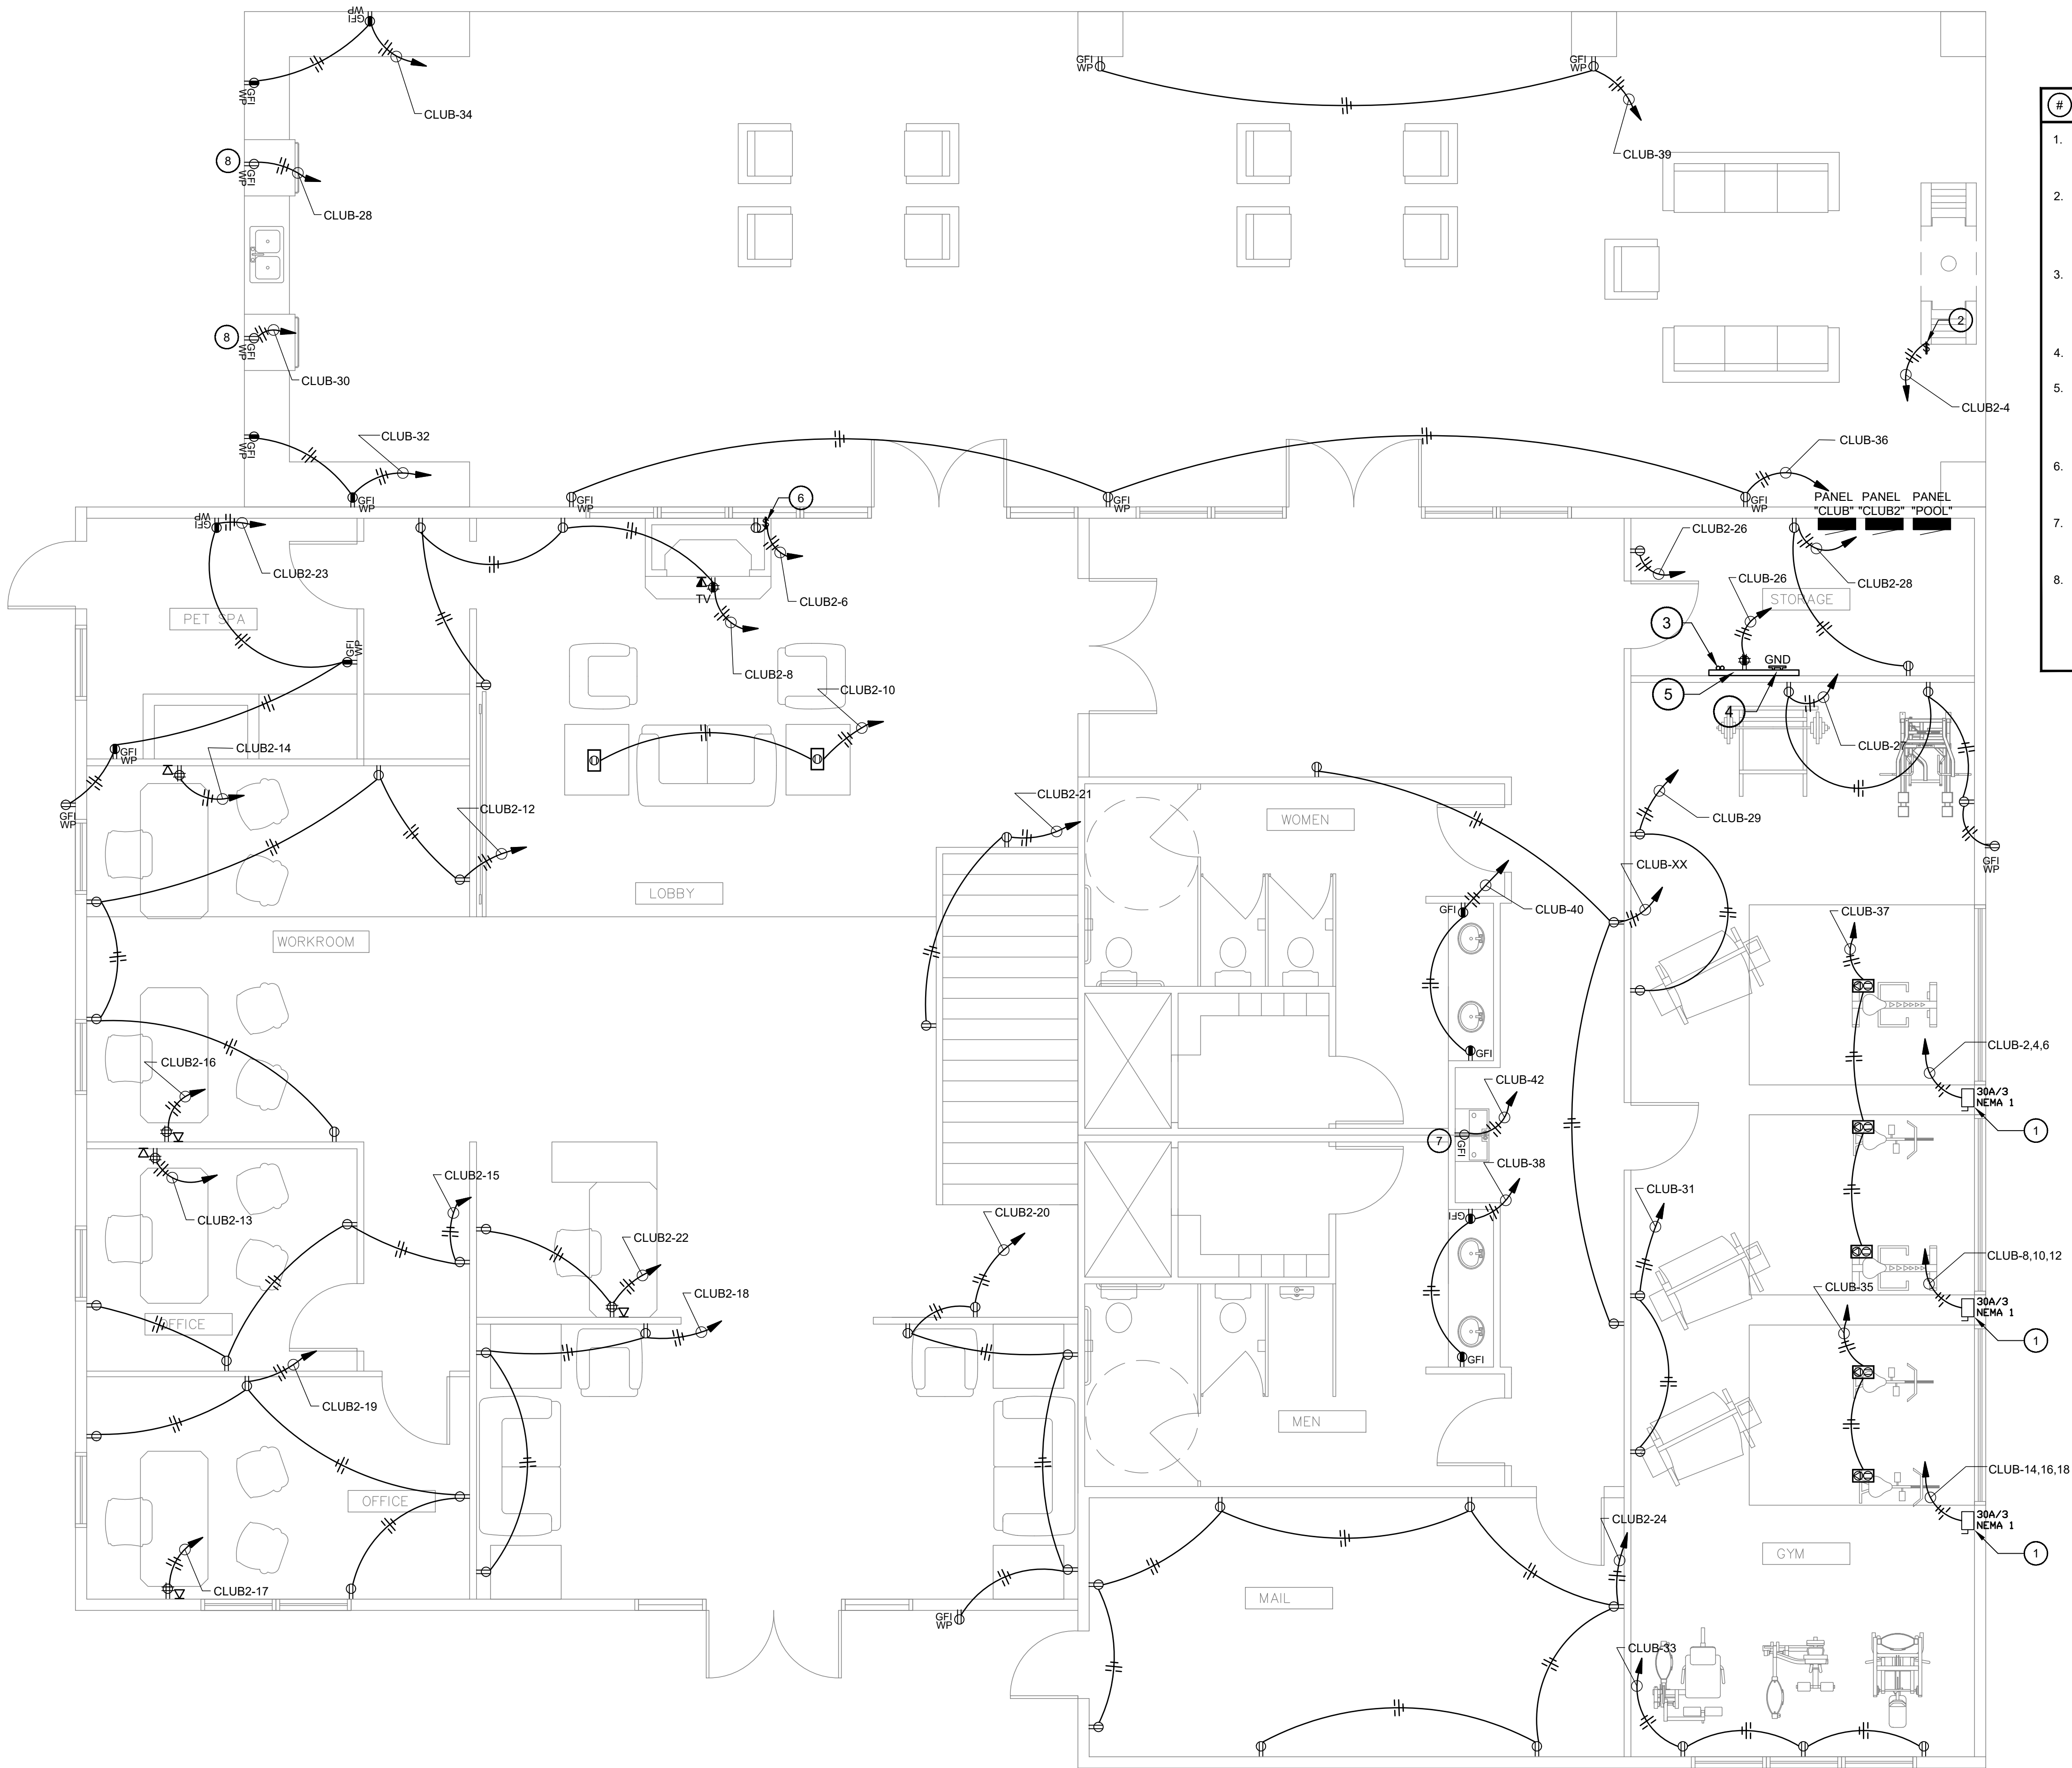 GFI
WP
GFI
WP
CLUB-34
GFI
WP
GFI
WP
CLUB-39
#
1.
8
GFI
WP
CLUB-28
2.
3.
8
GFI
WP
CLUB-30
2
CLUB2-4
4.
5.
GFI
WP
CLUB-32
GFI
WP
GFI
WP
6
GFI
WP
CLUB-36
GFI
WP
6.
PANEL
"CLUB"
PANEL
"CLUB2"
PANEL
"POOL"
7.
GFI
WP
CLUB2-23
CLUB2-6
CLUB2-26
CLUB-26
CLUB2-28
8.
PET SPA
TV
STORAGE
3
GFI
WP
GND
CLUB2-8
CLUB2-10
5
4
GFI
WP
CLUB2-14
CLUB-27
GFI
WP
CLUB2-12
CLUB2-21
WOMEN
CLUB-29
GFI
WP
CLUB-XX
LOBBY
GFI
CLUB-40
CLUB-37
WORKROOM
GFI
CLUB2-16
CLUB-42
CLUB-2,4,6
30A/3
NEMA 1
1
7
GFI
CLUB2-13
CLUB2-15
CLUB-38
CLUB-31
GFI
CLUB2-20
CLUB2-22
CLUB-8,10,12
CLUB2-18
CLUB-35
30A/3
NEMA 1
1
OFFICE
GFI
CLUB2-19
MEN
CLUB-14,16,18
OFFICE
CLUB2-24
30A/3
NEMA 1
1
GYM
CLUB2-17
MAIL
GFI
WP
CLUB-33